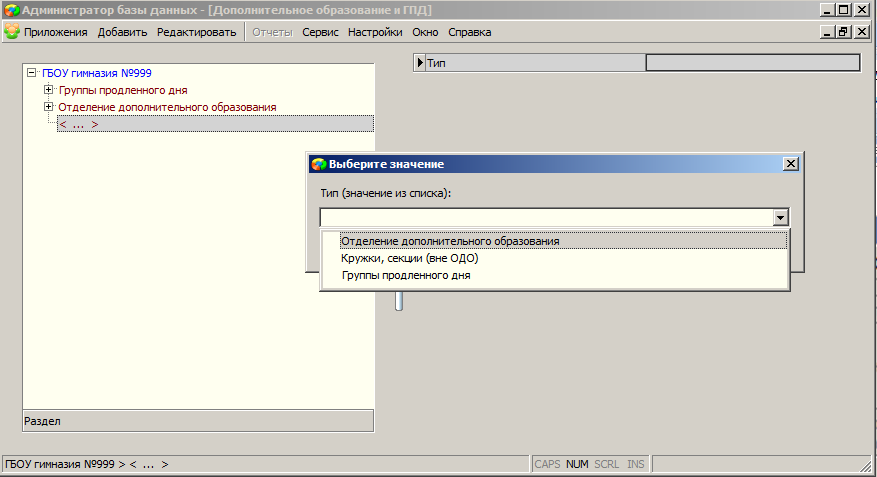 Администратор базы данных - [Дополнительное образование и ГПД]
Приложения Добавить Редактировать Отчеты Сервис Настройки Окно Справка
ГБОУ гимназия №999
Группы продленного дня
Отделение дополнительного образования
< ... >
Тип
Выберите значение
Тип (значение из списка):
Отделение дополнительного образования
Кружки, секции (вне ОДО)
Группы продленного дня
Раздел
ГБОУ гимназия №999 > < ... >
CAPS NUM SCRL INS